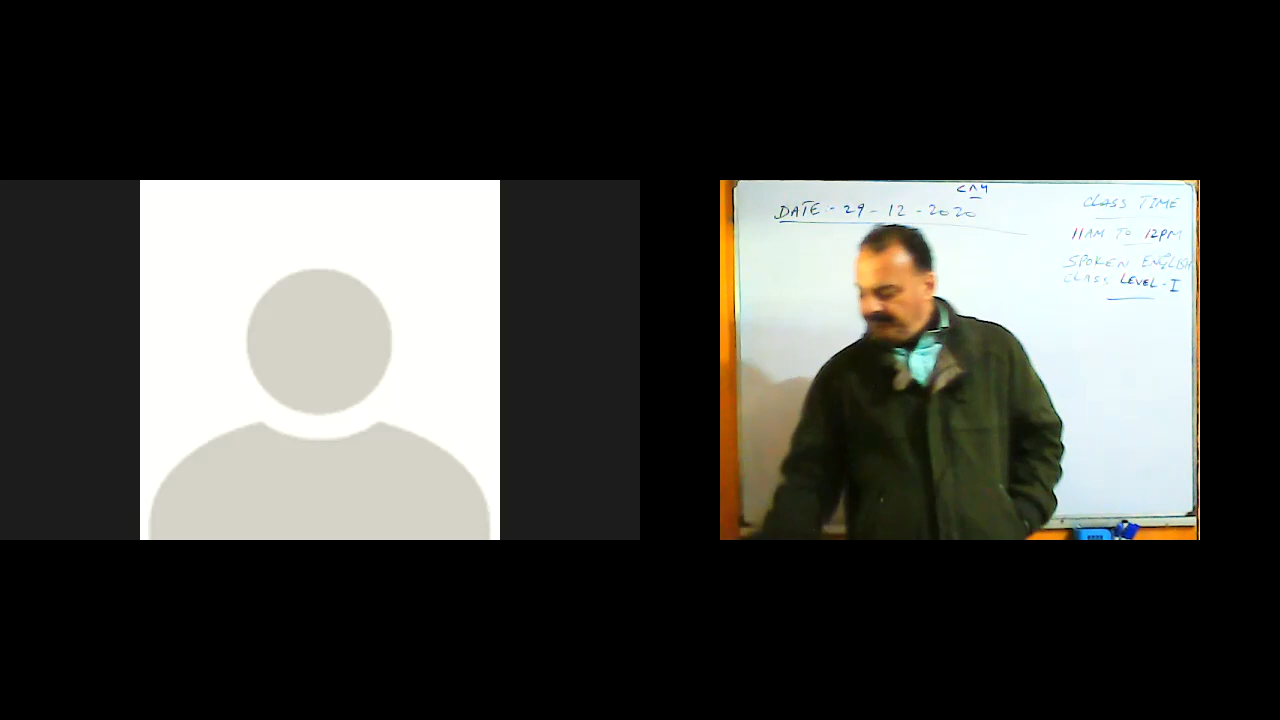 DATE :- 29 - 12 - 2020
CLASS TIME
11AM TO 12PM
SPOKEN ENGLISH
CLASS LEVEL - I